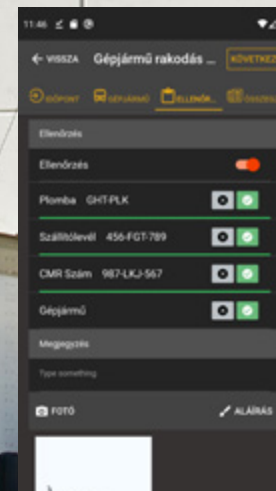 11:46
← VISSZA Gépjármű rakodás ... KÖVETKEZ
IDŐPONT GÉPJÁRMŰ ELLENŐR... ÖSSZEG
Ellenőrzés
Ellenőrzés
Plomba GHT-PLK
Szállítólevél 456-FGT-789
CMR Szám 987-LKJ-567
Gépjármű
Megjegyzés
Type something
FOTÓ ALÁÍRÁS